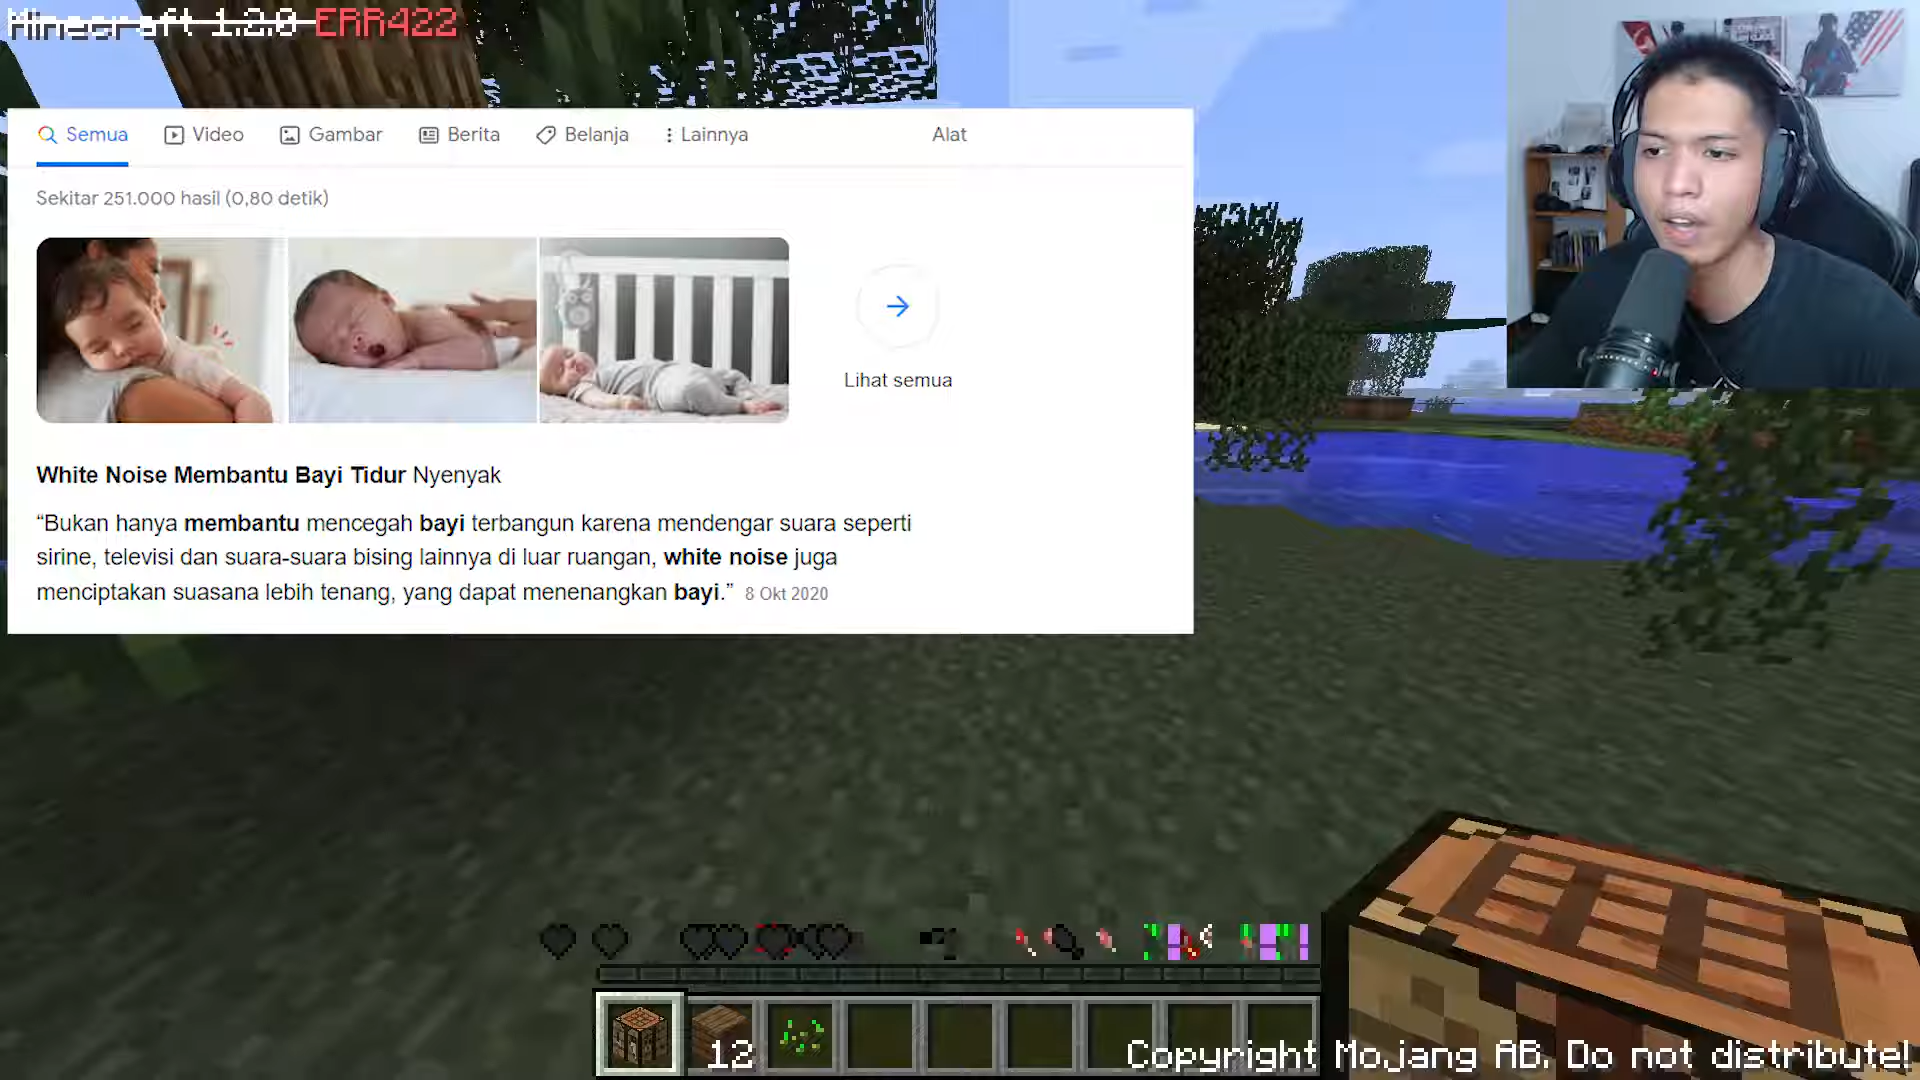 Minecraft 1.2.0 ERR422
Semua Video Gambar Berita Belanja Lainnya Alat
Sekitar 251.000 hasil (0,80 detik)
Lihat semua
White Noise Membantu Bayi Tidur Nyenyak
“Bukan hanya membantu mencegah bayi terbangun karena mendengar suara seperti
sirine, televisi dan suara-suara bising lainnya di luar ruangan, white noise juga
menciptakan suasana lebih tenang, yang dapat menenangkan bayi.” 8 Okt 2020
12
Copyright Mojang AB. Do not distribute!